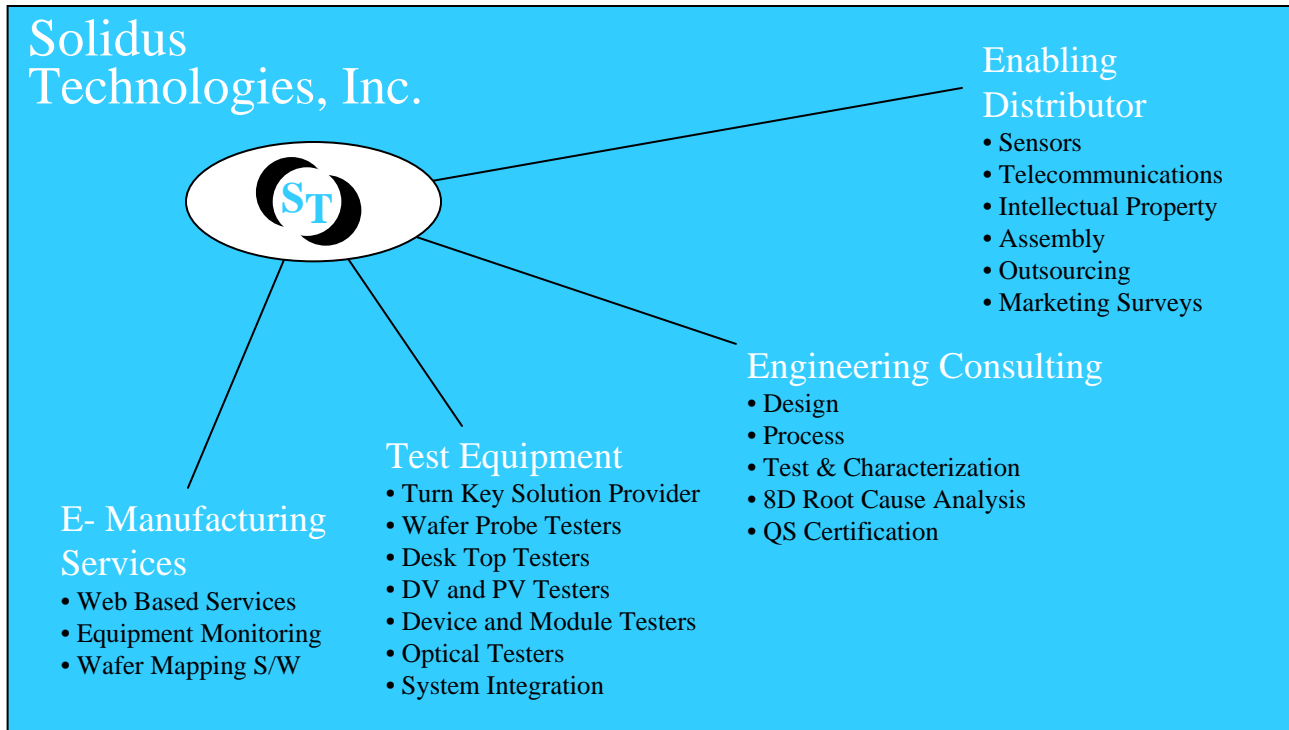 Solidus
Technologies, Inc.
ST
Enabling
Distributor
• Sensors
• Telecommunications
• Intellectual Property
• Assembly
• Outsourcing
• Marketing Surveys
Engineering Consulting
• Design
• Process
• Test & Characterization
• 8D Root Cause Analysis
• QS Certification
Test Equipment
• Turn Key Solution Provider
• Wafer Probe Testers
• Desk Top Testers
• DV and PV Testers
• Device and Module Testers
• Optical Testers
• System Integration
E- Manufacturing
Services
• Web Based Services
• Equipment Monitoring
• Wafer Mapping S/W